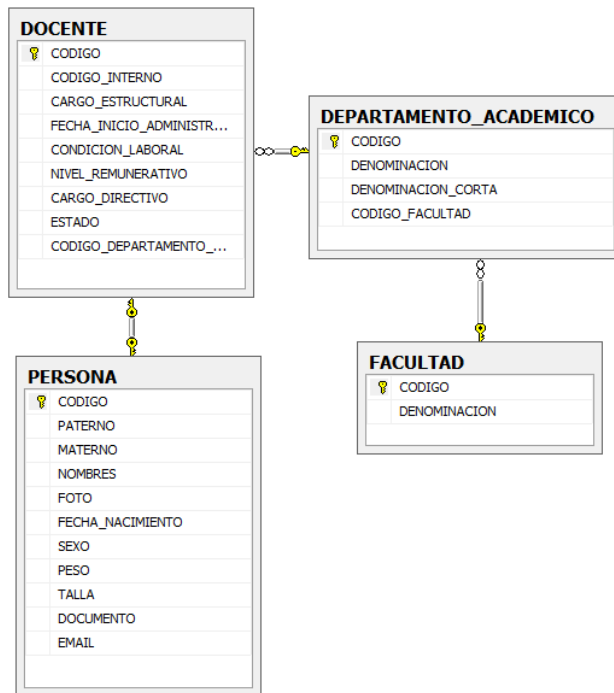 DOCENTE
CODIGO
CODIGO_INTERNO
CARGO_ESTRUCTURAL
FECHA_INICIO_ADMINISTR...
CONDICION_LABORAL
NIVEL_REMUNERATIVO
CARGO_DIRECTIVO
ESTADO
CODIGO_DEPARTAMENTO_...
DEPARTAMENTO_ACADEMICO
CODIGO
DENOMINACION
DENOMINACION_CORTA
CODIGO_FACULTAD
PERSONA
CODIGO
PATERNO
MATERNO
NOMBRES
FOTO
FECHA_NACIMIENTO
SEXO
PESO
TALLA
DOCUMENTO
EMAIL
FACULTAD
CODIGO
DENOMINACION